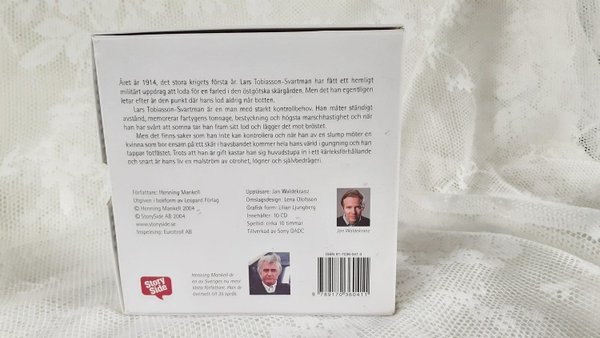 Året är 1914, det stora krigets första år. Lars Tobiasson-Svartman har fått ett hemligt
militärt uppdrag att loda för en farled i den östgötska skärgården. Men det han egentligen
letar efter är den punkt där hans lod aldrig når botten.
Lars Tobiasson-Svartman är en man med starkt kontrollbehov. Han mäter ständigt
avstånd, memorerar fartygens tonnage, bestyckning och högsta marschhastighet och när
han har svårt att somna tar han fram sitt lod och lägger det mot bröstet.
Men det finns saker som han inte kan kontrollera och när han av en slump möter en
kvinna som bor ensam på ett skär i havsbandet kommer hela hans värld i gungning och han
tappar fotfästet. Trots att han är gift kastar han sig huvudstupa in i ett kärleksförhållande
och snart är hans liv en malström av otrohet, lögner och självbedrägeri.
Författare: Henning Mankell
Utgiven i bokform av Leopard Förlag
© Henning Mankell 2004
© StorySide AB 2004
www.storyside.se
Inspelning: Eurotroll AB
Uppläsare: Jan Waldekranz
Omslagsdesign: Lena Olofsson
Grafisk form: Lilian Ljungberg
Innehåller: 10 CD
Speltid: cirka 10 timmar
Tillverkad av Sony DADC
Jan Waldekranz
Story
Side
Henning Mankell är
en av Sveriges nu mest
lästa författare. Han är
översatt till 35 språk.
9 789170 360411